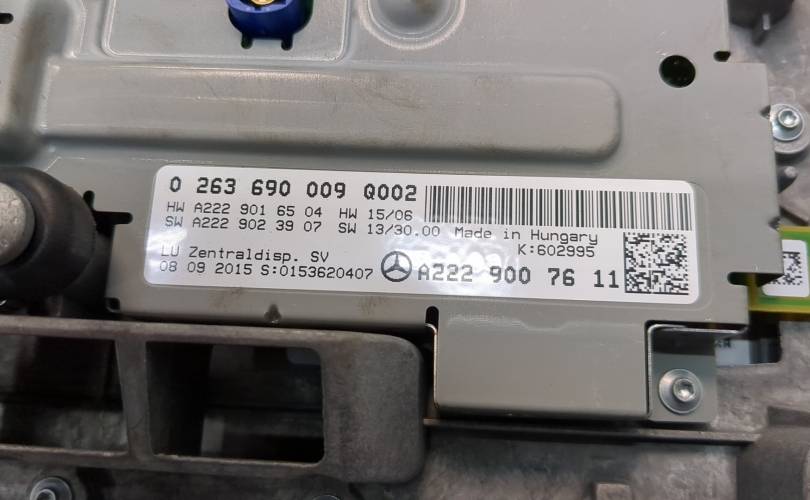 0 263 690 009 Q002
HW A222 901 65 04 HW 15/06
SW A222 902 39 07 SW 13/30.00 Made in Hungary
K:602995
LU Zentraldisp. SV
08 09 2015 S:0153620407
A222 900 76 11